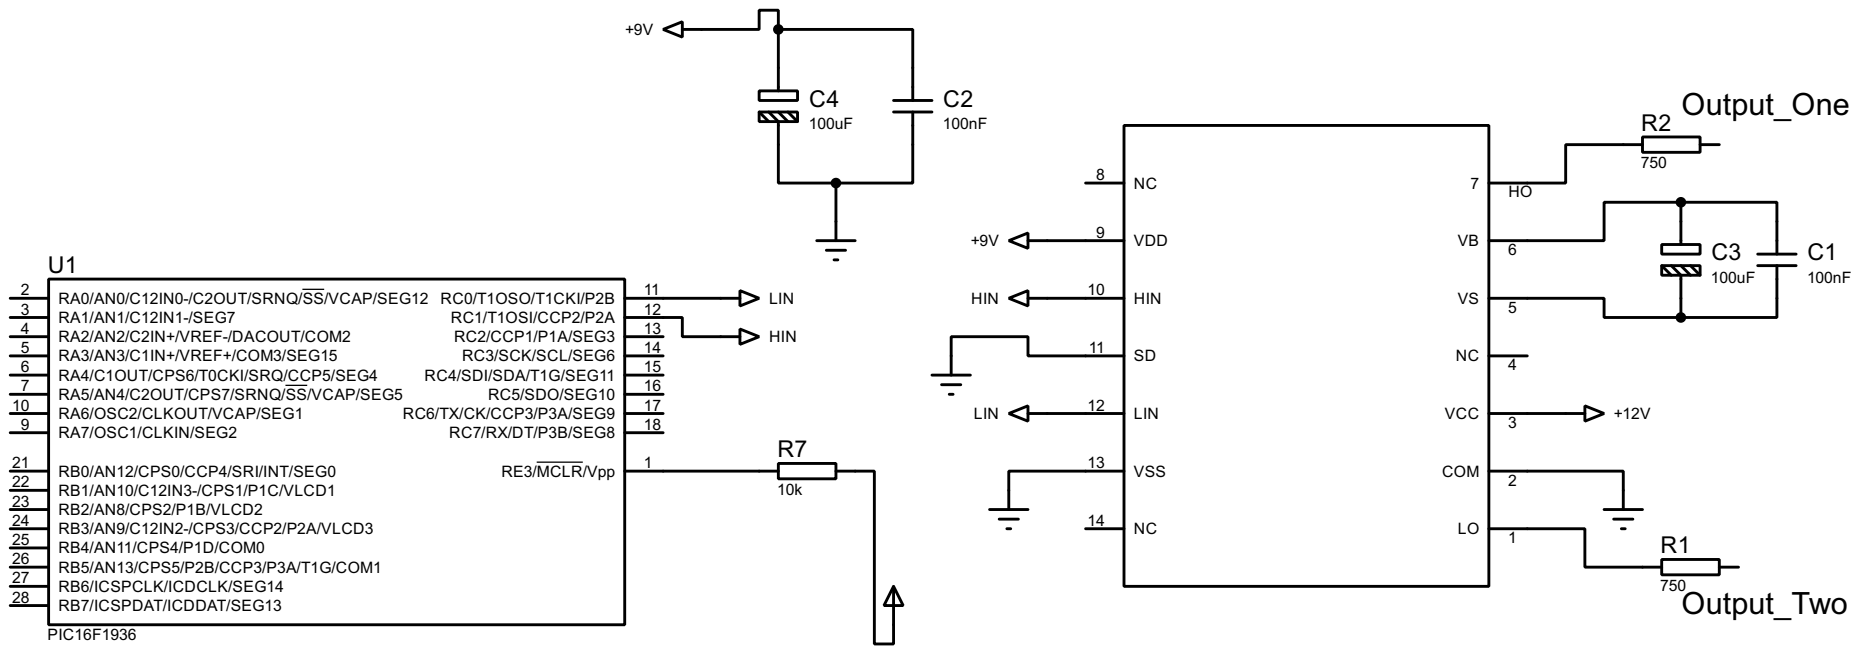 +9V
C4
100uF
C2
100nF
U1
2 RA0/AN0/C12IN0-/C2OUT/SRNQ/SS/VCAP/SEG12 RC0/T1OSO/T1CKI/P2B 11 LIN
3 RA1/AN1/C12IN1-/SEG7 RC1/T1OSI/CCP2/P2A 12
4 RA2/AN2/C2IN+/VREF-/DACOUT/COM2 RC2/CCP1/P1A/SEG3 13 HIN
5 RA3/AN3/C1IN+/VREF+/COM3/SEG15 RC3/SCK/SCL/SEG6 14
6 RA4/C1OUT/CPS6/T0CKI/SRQ/CCP5/SEG4 RC4/SDI/SDA/T1G/SEG11 15
7 RA5/AN4/C2OUT/CPS7/SRNQ/SS/VCAP/SEG5 RC5/SDO/SEG10 16
10 RA6/OSC2/CLKOUT/VCAP/SEG1 RC6/TX/CK/CCP3/P3A/SEG9 17
9 RA7/OSC1/CLKIN/SEG2 RC7/RX/DT/P3B/SEG8 18
21 RB0/AN12/CPS0/CCP4/SRI/INT/SEG0 RE3/MCLR/Vpp 1
22 RB1/AN10/C12IN3-/CPS1/P1C/VLCD1
23 RB2/AN8/CPS2/P1B/VLCD2
24 RB3/AN9/C12IN2-/CPS3/CCP2/P2A/VLCD3
25 RB4/AN11/CPS4/P1D/COM0
26 RB5/AN13/CPS5/P2B/CCP3/P3A/T1G/COM1
27 RB6/ICSPCLK/ICDCLK/SEG14
28 RB7/ICSPDAT/ICDDAT/SEG13
PIC16F1936
R7
10k
Output_One
R2
750
8 NC 7 HO
+9V 9 VDD VB 6
C3
100uF
C1
100nF
HIN 10 HIN VS 5
11 SD NC 4
LIN 12 LIN VCC 3 +12V
13 VSS COM 2
14 NC LO 1
R1
750
Output_Two